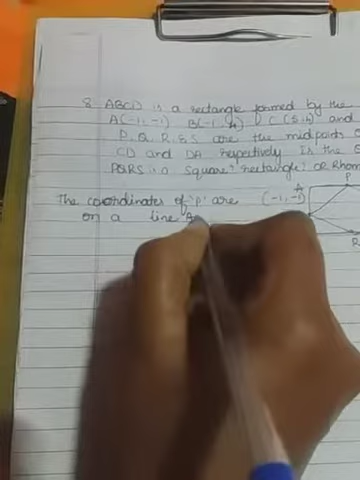 8. ABCD is a rectangle formed by the
A(-1,-1) B(-1,4) C(5,4) and
P, Q, R, & S are the midpoints
CD and DA repectively Is the
PQRS is a square? rectangle? OR Rhom
The coordinates of 'P' are
on a line A
A
P
(-1,-1)
R